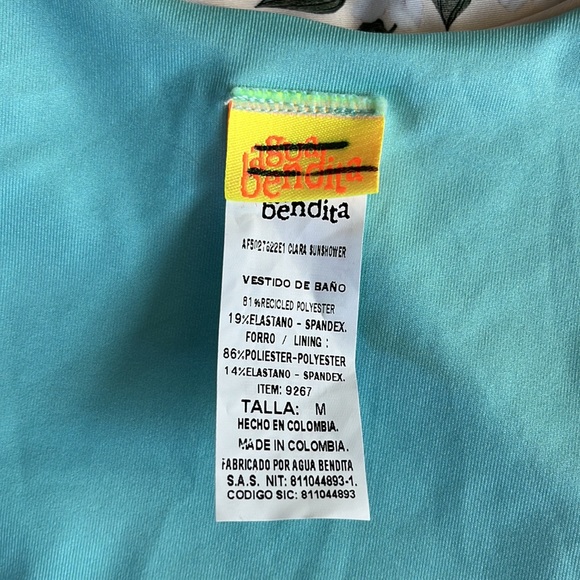 agua
bendita
bendita
AF5027522E1 CLARA SUNSHOWER
VESTIDO DE BAÑO
81%RECICLED POLYESTER
19%ELASTANO - SPANDEX.
FORRO / LINING :
86%POLIESTER-POLYESTER
14%ELASTANO - SPANDEX.
ITEM: 9267
TALLA: M
HECHO EN COLOMBIA.
MADE IN COLOMBIA.
FABRICADO POR AGUA BENDITA
S.A.S. NIT: 811044893-1.
CODIGO SIC: 811044893